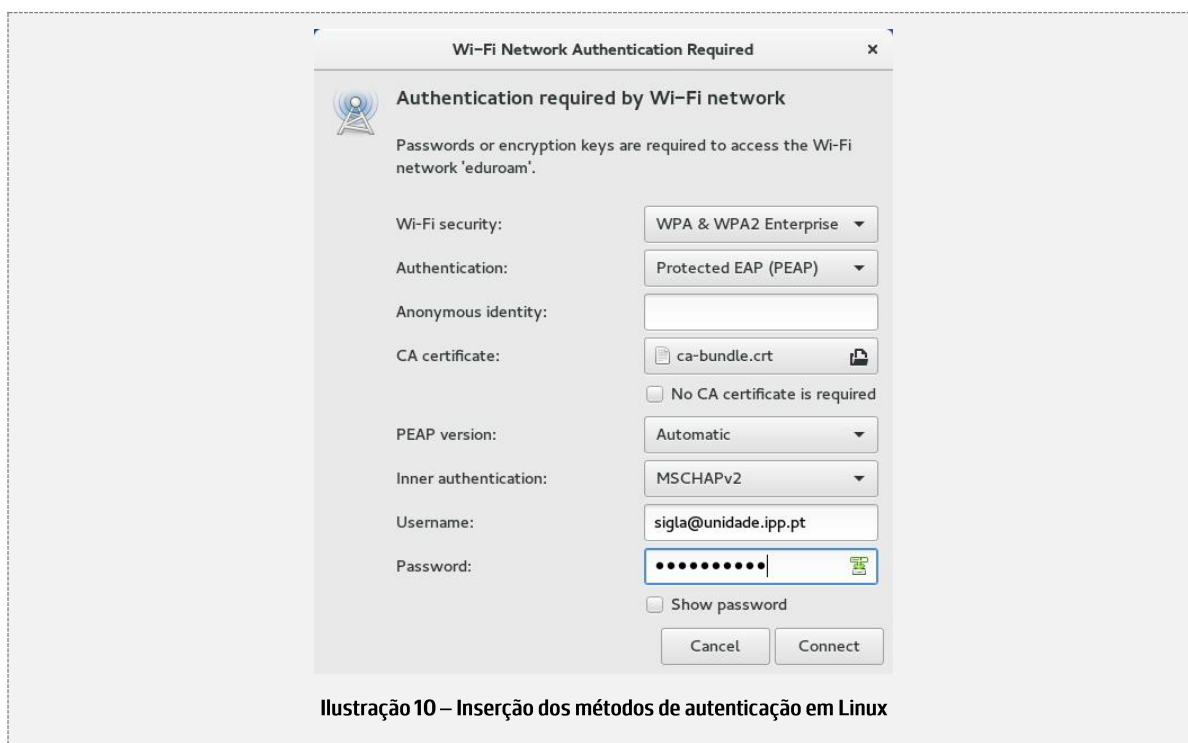 Wi-Fi Network Authentication Required
Authentication required by Wi-Fi network
Passwords or encryption keys are required to access the Wi-Fi
network 'eduroam'.
Wi-Fi security: WPA & WPA2 Enterprise
Authentication: Protected EAP (PEAP)
Anonymous identity:
CA certificate: ca-bundle.crt
No CA certificate is required
PEAP version: Automatic
Inner authentication: MSCHAPv2
Username: sigla@unidade.ipp.pt
Password: ●●●●●●●●●●
Show password
Cancel Connect
Ilustração 10 – Inserção dos métodos de autenticação em Linux